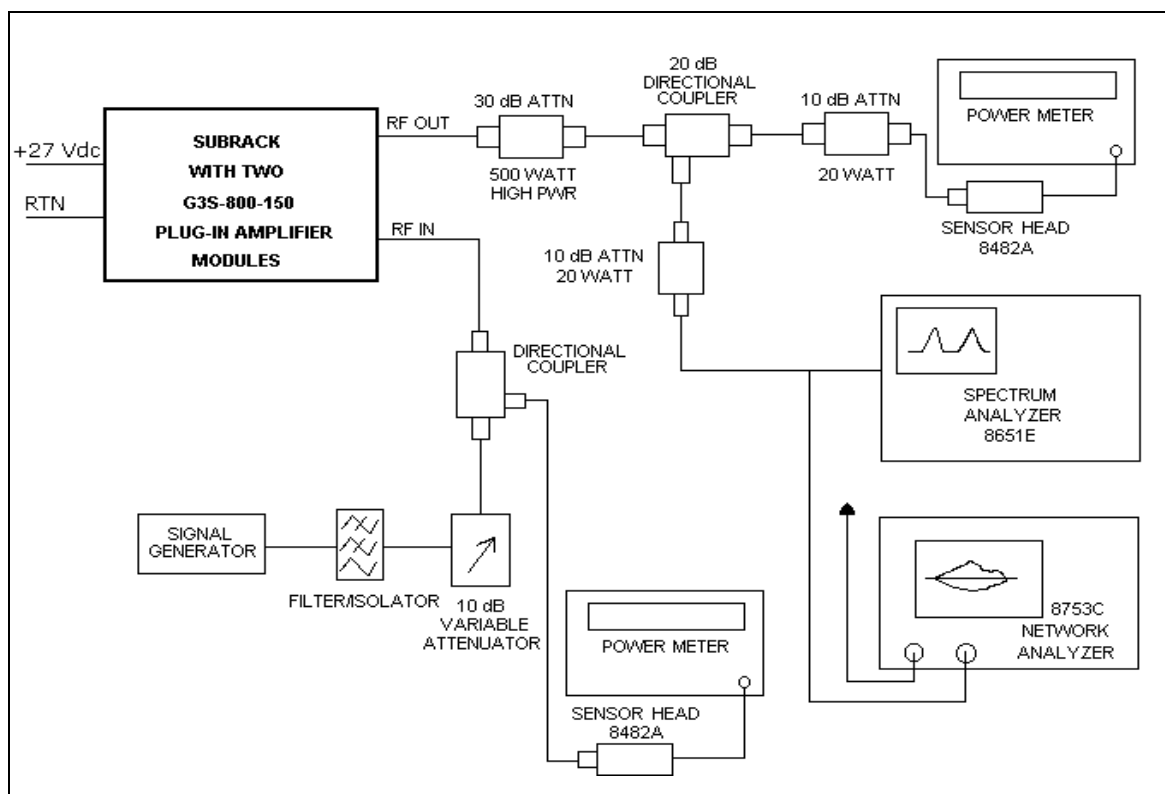 +27 Vdc
RTN
SUBRACK
WITH TWO
G3S-800-150
PLUG-IN AMPLIFIER
MODULES
RF OUT
RF IN
30 dB ATTN
500 WATT
HIGH PWR
20 dB
DIRECTIONAL
COUPLER
10 dB ATTN
20 WATT
POWER METER
SENSOR HEAD
8482A
10 dB ATTN
20 WATT
DIRECTIONAL
COUPLER
SPECTRUM
ANALYZER
8651E
SIGNAL
GENERATOR
FILTER/ISOLATOR
10 dB
VARIABLE
ATTENUATOR
POWER METER
SENSOR HEAD
8482A
8753C
NETWORK
ANALYZER